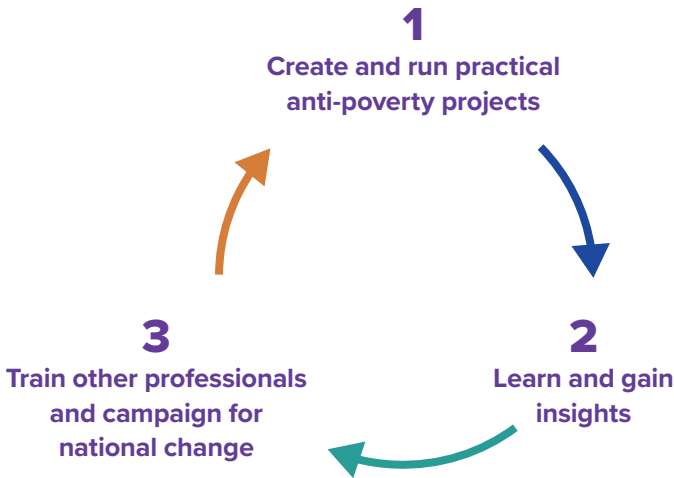 1
Create and run practical
anti-poverty projects
2
Learn and gain
insights
3
Train other professionals
and campaign for
national change